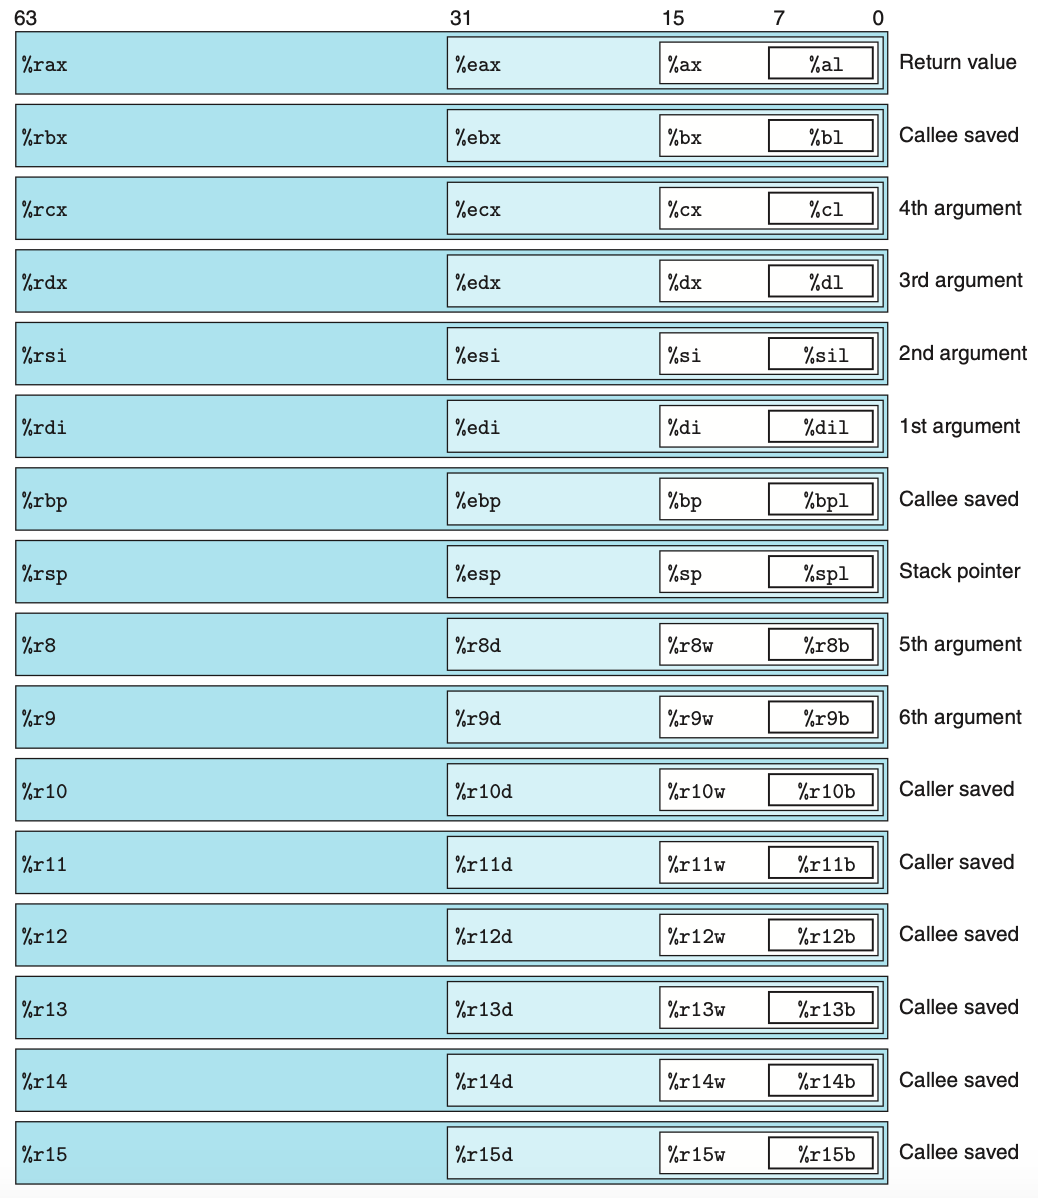 63 31 15 7 0
%rax %eax %ax %al Return value
%rbx %ebx %bx %bl Callee saved
%rcx %ecx %cx %cl 4th argument
%rdx %edx %dx %dl 3rd argument
%rsi %esi %si %sil 2nd argument
%rdi %edi %di %dil 1st argument
%rbp %ebp %bp %bpl Callee saved
%rsp %esp %sp %spl Stack pointer
%r8 %r8d %r8w %r8b 5th argument
%r9 %r9d %r9w %r9b 6th argument
%r10 %r10d %r10w %r10b Caller saved
%r11 %r11d %r11w %r11b Caller saved
%r12 %r12d %r12w %r12b Callee saved
%r13 %r13d %r13w %r13b Callee saved
%r14 %r14d %r14w %r14b Callee saved
%r15 %r15d %r15w %r15b Callee saved